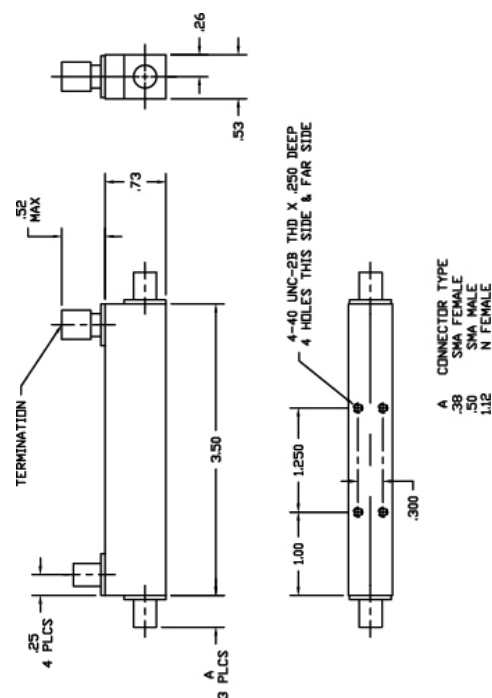 .26
.53
.52
MAX
.73
TERMINATION
3.50
.25
4 PLCS
A
3 PLCS
4-40 UNC-2B THD X .250 DEEP
4 HOLES THIS SIDE & FAR SIDE
1.250
1.00
.300
A CONNECTOR TYPE
.38 SMA FEMALE
.50 SMA MALE
1.12 N FEMALE